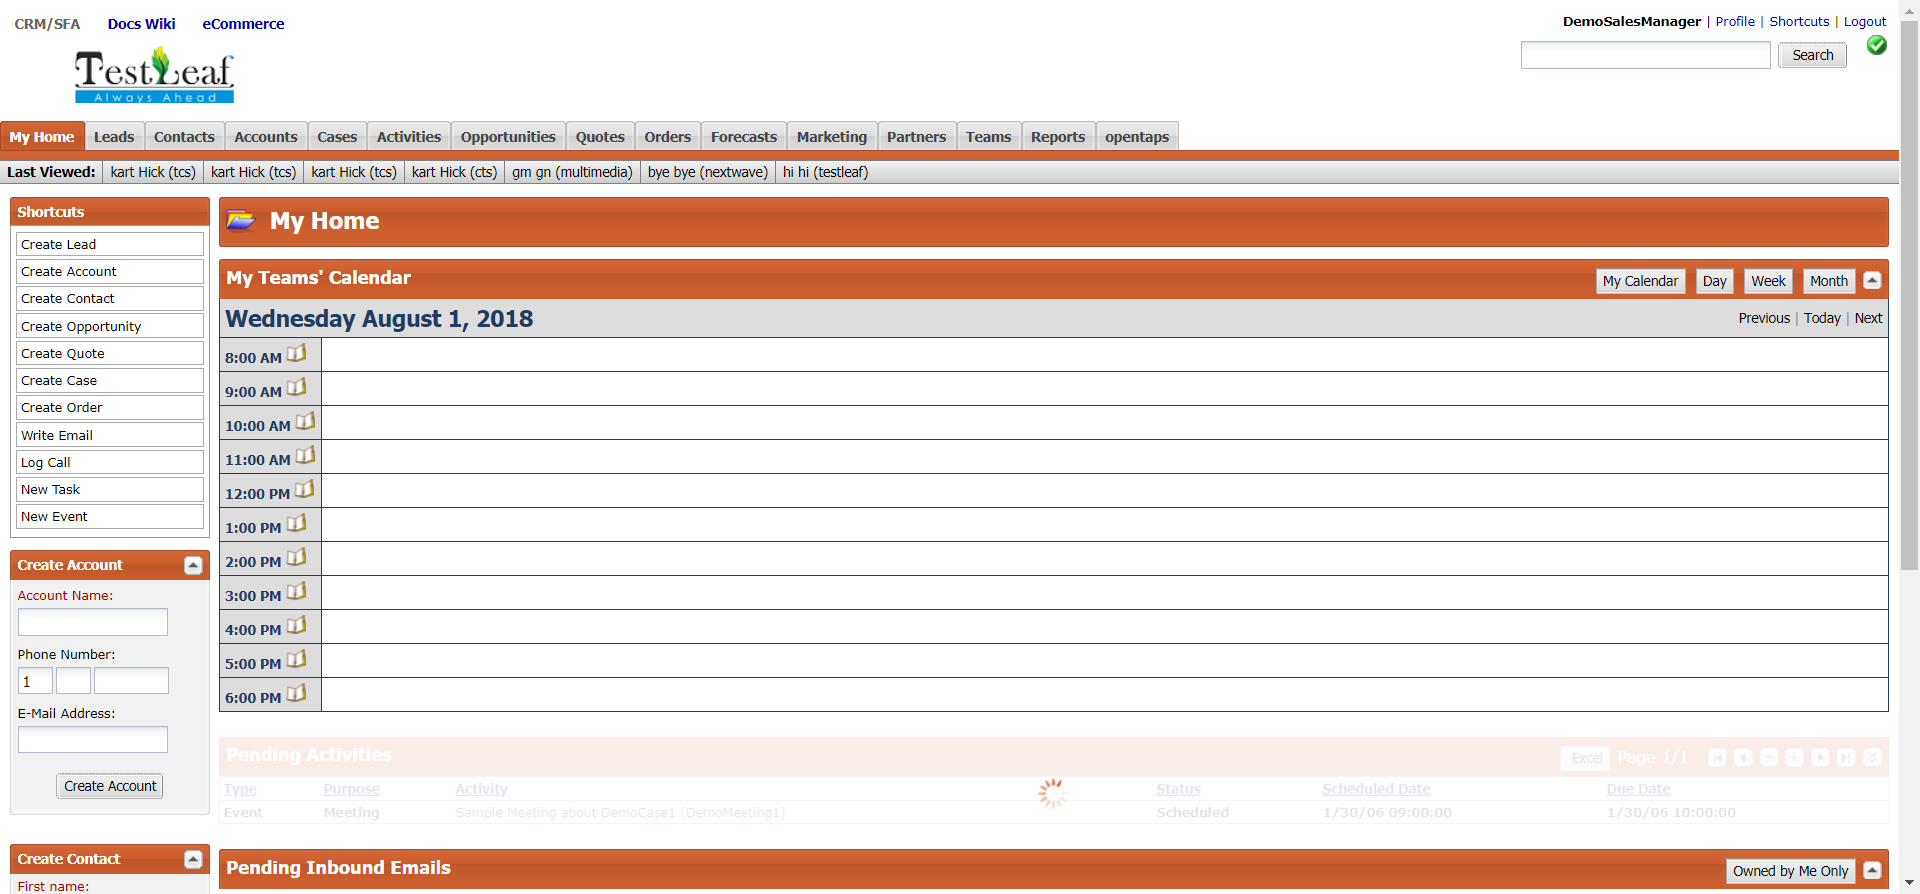 CRM/SFA Docs Wiki eCommerce
DemoSalesManager | Profile | Shortcuts | Logout
Search
TestLeaf
Always Ahead
My Home Leads Contacts Accounts Cases Activities Opportunities Quotes Orders Forecasts Marketing Partners Teams Reports opentaps
Last Viewed: kart Hick (tcs) kart Hick (tcs) kart Hick (tcs) kart Hick (cts) gm gn (multimedia) bye bye (nextwave) hi hi (testleaf)
Shortcuts
Create Lead
Create Account
Create Contact
Create Opportunity
Create Quote
Create Case
Create Order
Write Email
Log Call
New Task
New Event
Create Account
Account Name:
Phone Number:
1
E-Mail Address:
Create Account
Create Contact
First name:
My Home
My Teams' Calendar My Calendar Day Week Month
Wednesday August 1, 2018 Previous | Today | Next
8:00 AM
9:00 AM
10:00 AM
11:00 AM
12:00 PM
1:00 PM
2:00 PM
3:00 PM
4:00 PM
5:00 PM
6:00 PM
Pending Activities Excel Page 1/1
Type Purpose Activity Status Scheduled Date Due Date
Event Meeting Sample Meeting about DemoCase1 (DemoMeeting1) Scheduled 1/30/06 09:00:00 1/30/06 10:00:00
Pending Inbound Emails Owned by Me Only